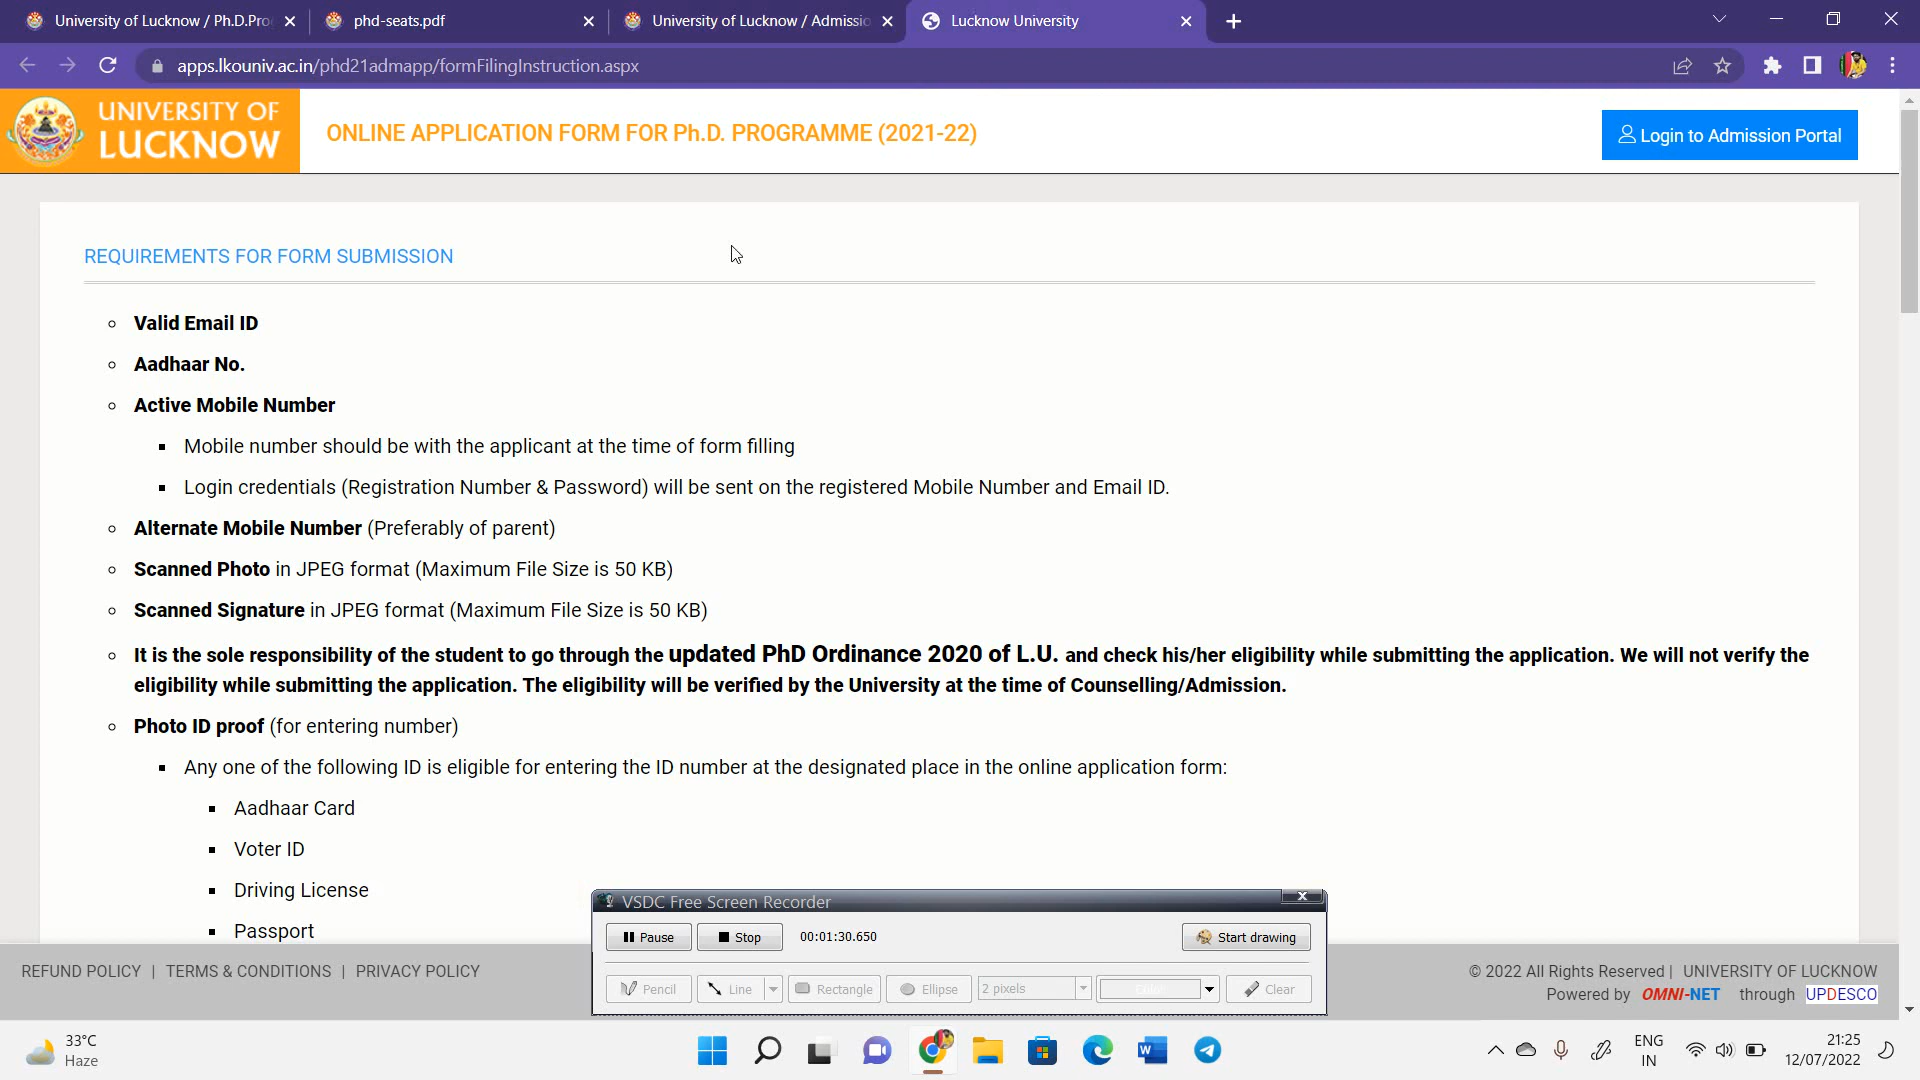 University of Lucknow / Ph.D.Pro
phd-seats.pdf
University of Lucknow / Admissio
Lucknow University
apps.lkouniv.ac.in/phd21admapp/formFilingInstruction.aspx
UNIVERSITY OF
LUCKNOW
ONLINE APPLICATION FORM FOR Ph.D. PROGRAMME (2021-22)
Login to Admission Portal
REQUIREMENTS FOR FORM SUBMISSION
Valid Email ID
Aadhaar No.
Active Mobile Number
Mobile number should be with the applicant at the time of form filling
Login credentials (Registration Number & Password) will be sent on the registered Mobile Number and Email ID.
Alternate Mobile Number (Preferably of parent)
Scanned Photo in JPEG format (Maximum File Size is 50 KB)
Scanned Signature in JPEG format (Maximum File Size is 50 KB)
It is the sole responsibility of the student to go through the updated PhD Ordinance 2020 of L.U. and check his/her eligibility while submitting the application. We will not verify the
eligibility while submitting the application. The eligibility will be verified by the University at the time of Counselling/Admission.
Photo ID proof (for entering number)
Any one of the following ID is eligible for entering the ID number at the designated place in the online application form:
Aadhaar Card
Voter ID
Driving License
Passport
VSDC Free Screen Recorder
Pause
Stop
00:01:30.650
Start drawing
Pencil
Line
Rectangle
Ellipse
2 pixels
Color
Clear
REFUND POLICY | TERMS & CONDITIONS | PRIVACY POLICY
© 2022 All Rights Reserved | UNIVERSITY OF LUCKNOW
Powered by OMNI-NET through UPDESCO
33°C
Haze
ENG
IN
21:25
12/07/2022